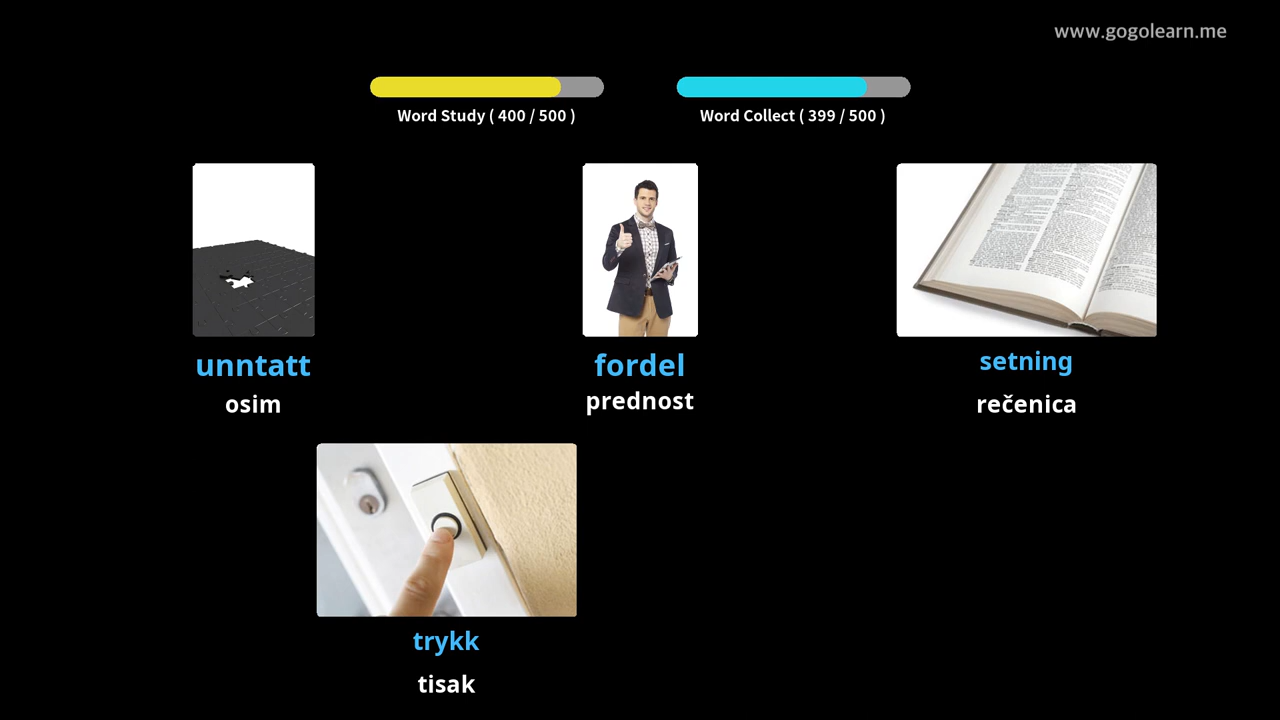 www.gogolearn.me
Word Study ( 400 / 500 )
Word Collect ( 399 / 500 )
unntatt
osim
fordel
prednost
setning
rečenica
trykk
tisak